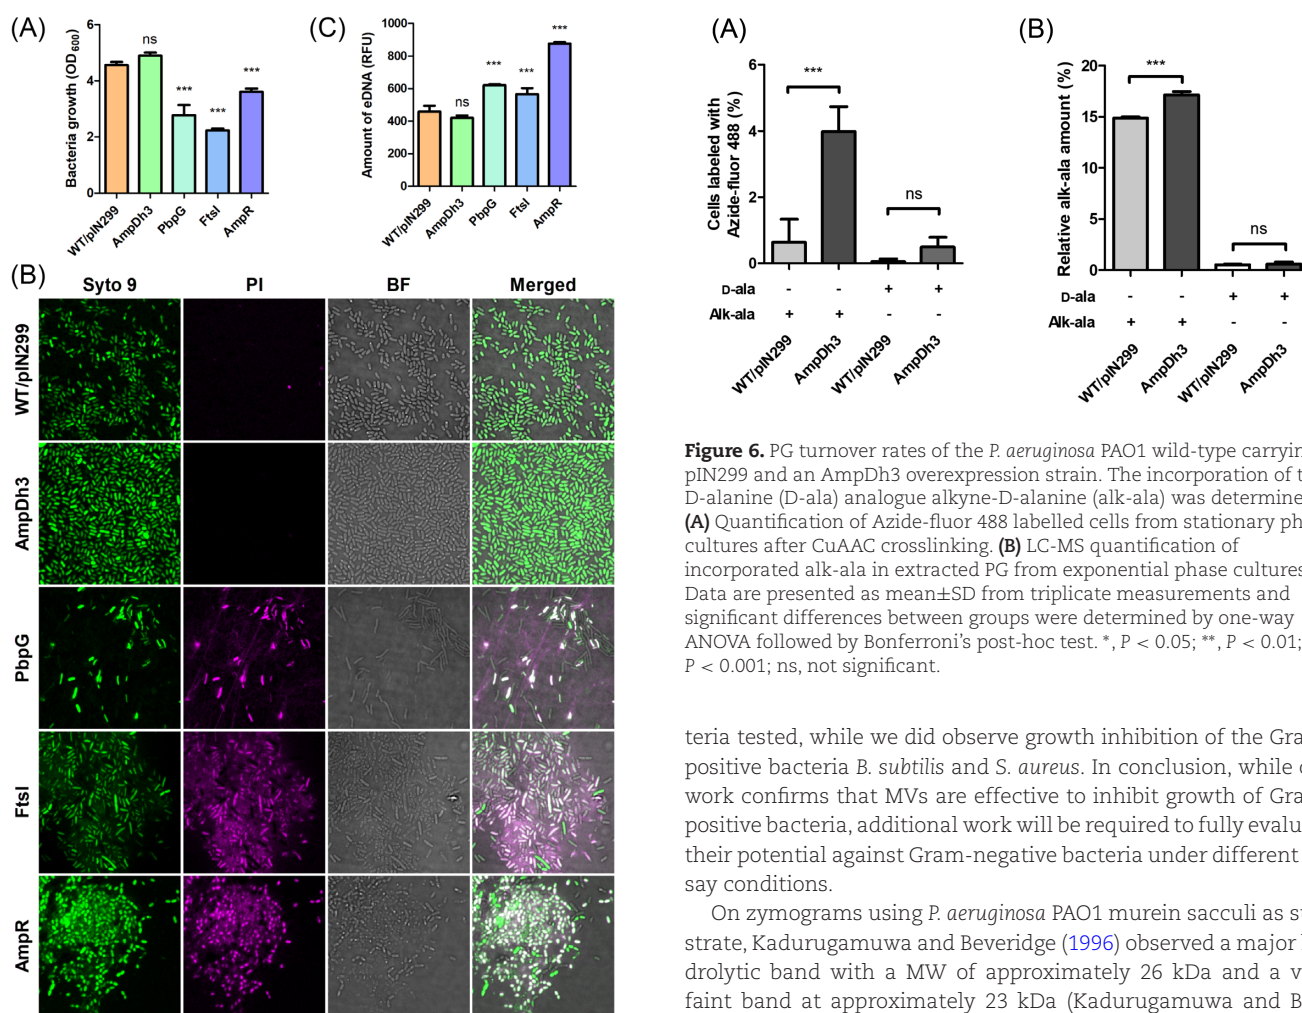 (A)
Bacteria growth (OD600)
6
4
2
0
ns
***
***
***
WT/pIN299
AmpDh3
PbpG
FtsI
AmpR
(C)
Amount of eDNA (RFU)
1000
800
600
400
200
0
ns
***
***
***
WT/pIN299
AmpDh3
PbpG
FtsI
AmpR
(B)
Syto 9 PI BF Merged
WT/pIN299
AmpDh3
PbpG
FtsI
AmpR
(A)
Cells labeled with
Azide-fluor 488 (%)
6
4
2
0
***
ns
D-ala - - + +
Alk-ala + + - -
WT/pIN299
AmpDh3
WT/pIN299
AmpDh3
(B)
Relative alk-ala amount (%)
20
15
10
5
0
***
ns
D-ala - - + +
Alk-ala + + - -
WT/pIN299
AmpDh3
WT/pIN299
AmpDh3
Figure 6. PG turnover rates of the P. aeruginosa PAO1 wild-type carryin
pIN299 and an AmpDh3 overexpression strain. The incorporation of t
D-alanine (D-ala) analogue alkyne-D-alanine (alk-ala) was determine
(A) Quantification of Azide-fluor 488 labelled cells from stationary ph
cultures after CuAAC crosslinking. (B) LC-MS quantification of
incorporated alk-ala in extracted PG from exponential phase cultures
Data are presented as mean±SD from triplicate measurements and
significant differences between groups were determined by one-way
ANOVA followed by Bonferroni's post-hoc test. *, P < 0.05; **, P < 0.01;
P < 0.001; ns, not significant.
teria tested, while we did observe growth inhibition of the Gra
positive bacteria B. subtilis and S. aureus. In conclusion, while o
work confirms that MVs are effective to inhibit growth of Gra
positive bacteria, additional work will be required to fully evalu
their potential against Gram-negative bacteria under different
say conditions.
On zymograms using P. aeruginosa PAO1 murein sacculi as su
strate, Kadurugamuwa and Beveridge (1996) observed a major
drolytic band with a MW of approximately 26 kDa and a v
faint band at approximately 23 kDa (Kadurugamuwa and B